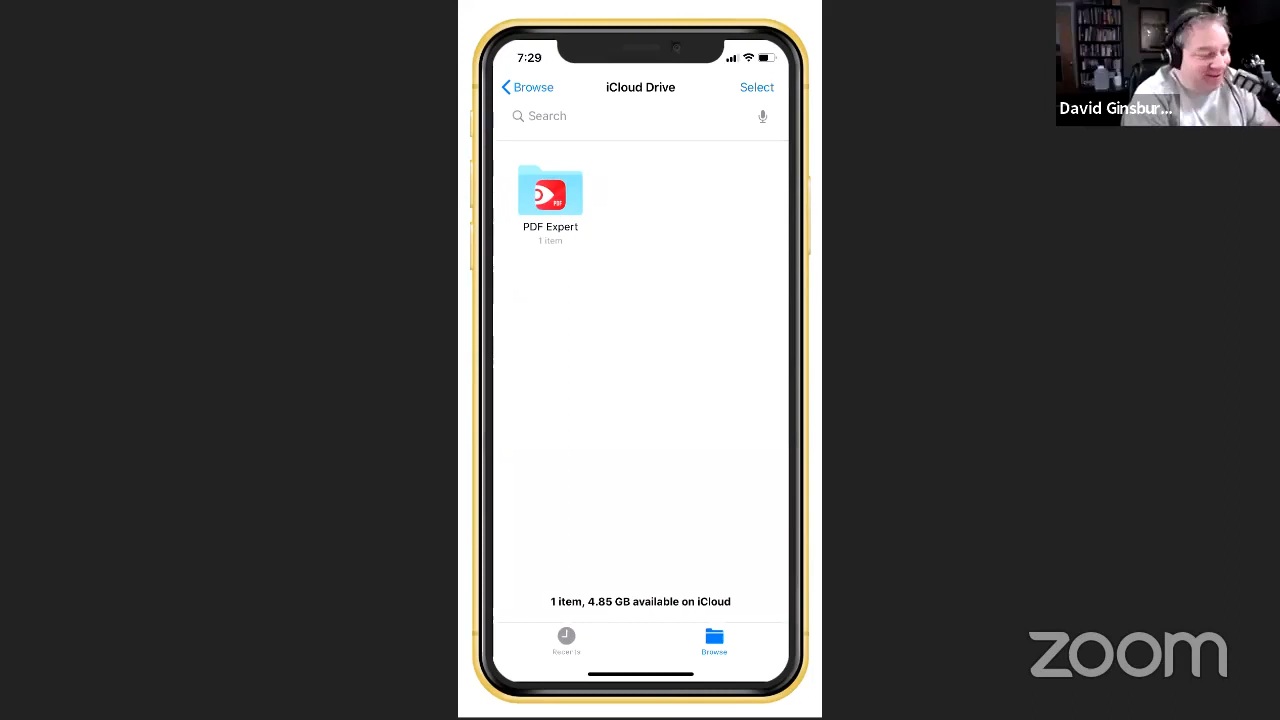 7:29
Browse
iCloud Drive
Select
Search
PDF
PDF Expert
1 item
1 item, 4.85 GB available on iCloud
Recents
Browse
David Ginsbur...
zoom